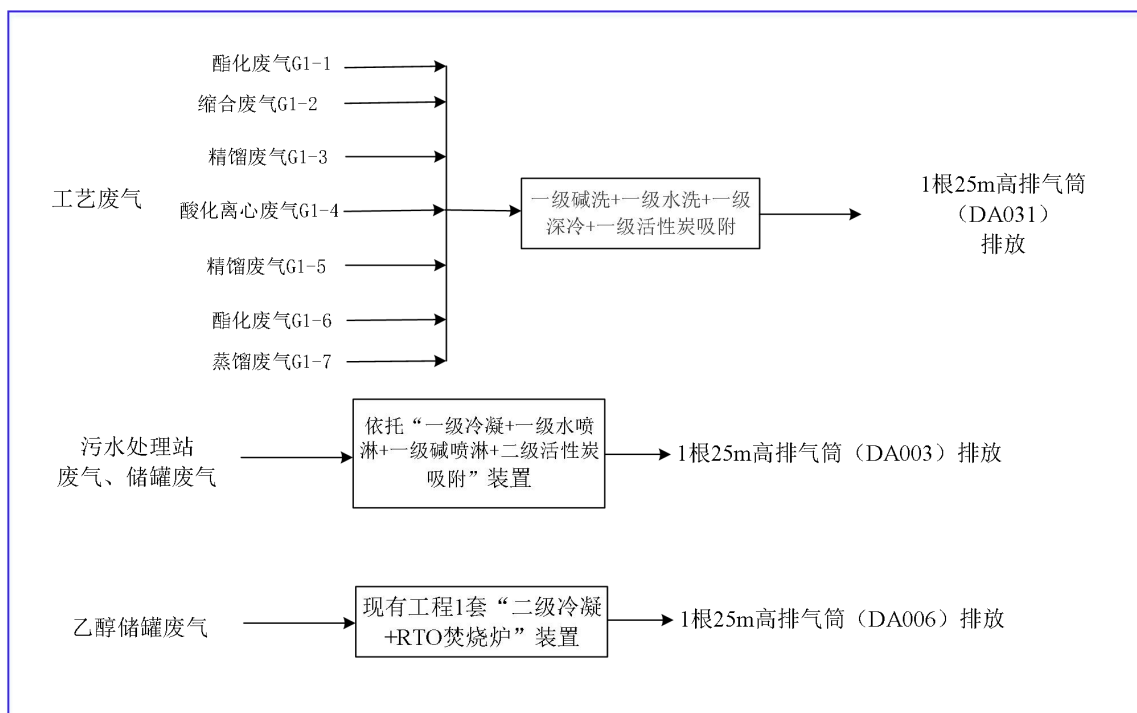 酯化废气G1-1
缩合废气G1-2
精馏废气G1-3
工艺废气
酸化离心废气G1-4
精馏废气G1-5
酯化废气G1-6
蒸馏废气G1-7
一级碱洗+一级水洗+一级
深冷+一级活性炭吸附
1根25m高排气筒
（DA031）
排放
污水处理站
废气、储罐废气
依托“一级冷凝+一级水喷
淋+一级碱喷淋+二级活性炭
吸附”装置
1根25m高排气筒（DA003）排放
乙醇储罐废气
现有工程1套“二级冷凝
+RTO焚烧炉”装置
1根25m高排气筒（DA006）排放